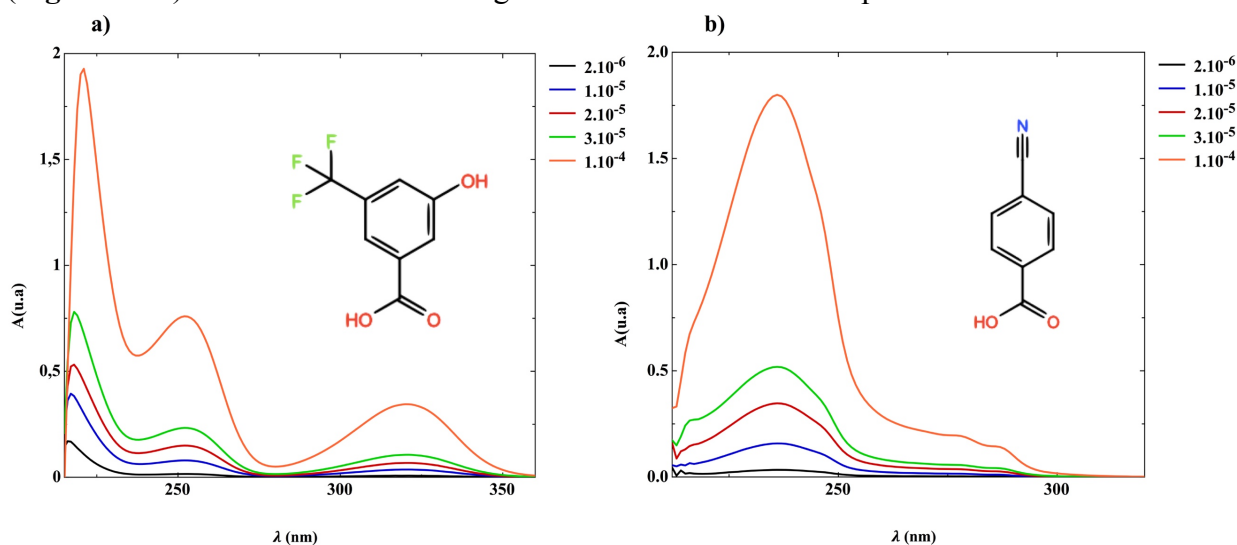 a)
2
1,5
1
0,5
0
250
300
350
A(u.a)
λ (nm)
2.10⁻⁶
1.10⁻⁵
2.10⁻⁵
3.10⁻⁵
1.10⁻⁴
F
F
F
OH
HO
O
b)
2.0
1.5
1.0
0.5
0.0
250
300
A(u.a)
λ (nm)
2.10⁻⁶
1.10⁻⁵
2.10⁻⁵
3.10⁻⁵
1.10⁻⁴
N
HO
O